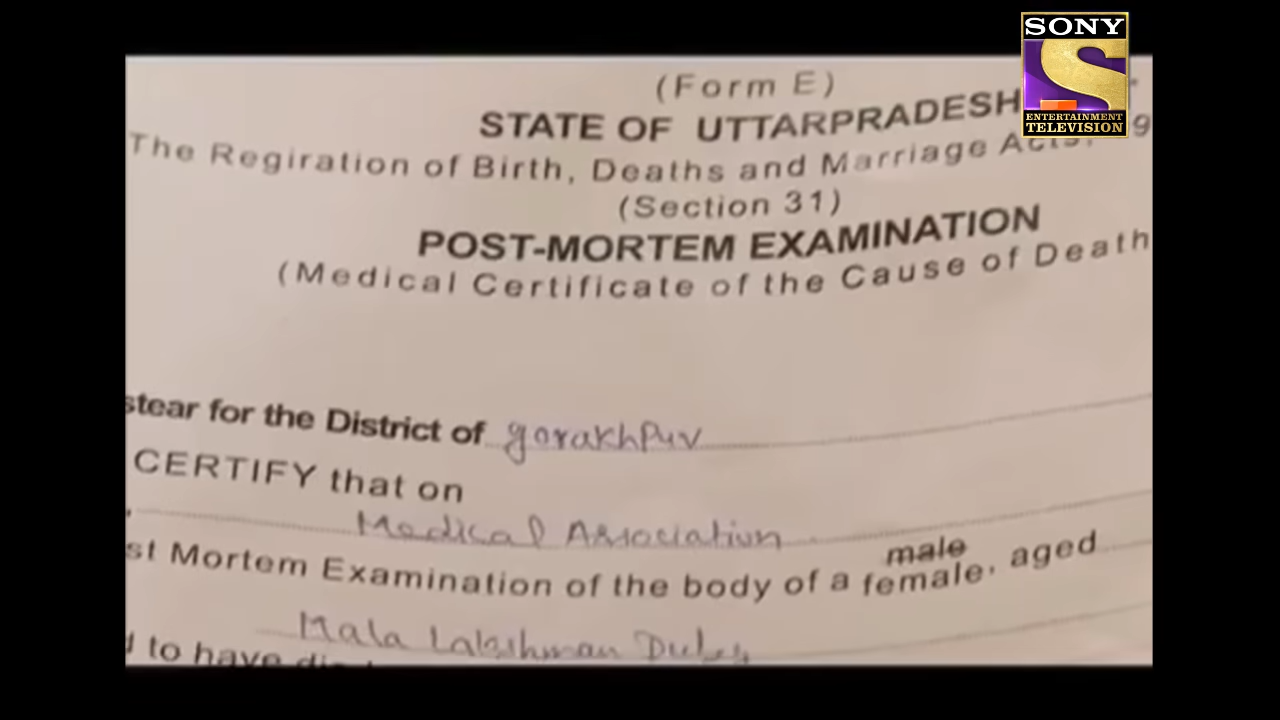 SONY
ENTERTAINMENT
TELEVISION
(Form E)
STATE OF UTTARPRADESH
The Regiration of Birth, Deaths and Marriage Acts, 9
(Section 31)
POST-MORTEM EXAMINATION
(Medical Certificate of the Cause of Death
stear for the District of gorakhpur
CERTIFY that on
Medical Association
male
st Mortem Examination of the body of a female, aged
Mala Lakshman
to have